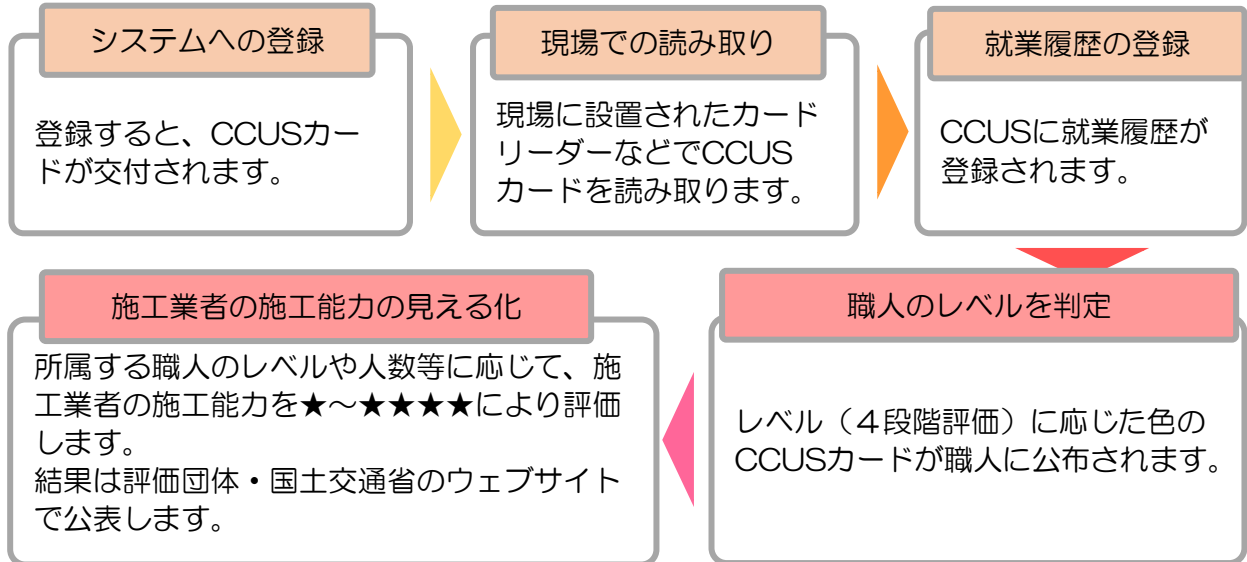 システムへの登録
登録すると、CCUSカー
ドが交付されます。
現場での読み取り
現場に設置されたカード
リーダーなどでCCUS
カードを読み取ります。
就業履歴の登録
CCUSに就業履歴が
登録されます。
職人のレベルを判定
レベル（４段階評価）に応じた色の
CCUSカードが職人に公布されます。
施工業者の施工能力の見える化
所属する職人のレベルや人数等に応じて、施
工業者の施工能力を★～★★★★により評価
します。
結果は評価団体・国土交通省のウェブサイト
で公表します。